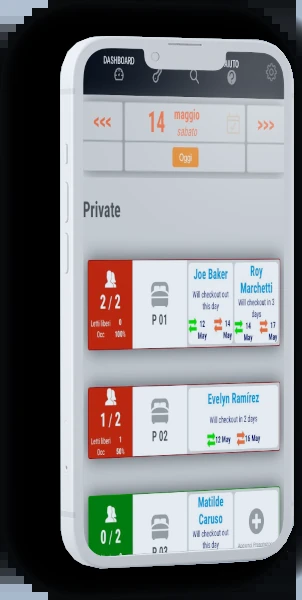 DASHBOARD
<<< 14 maggio >>>
sabato
Oggi
Private
2/2
Letti liberi 0
Occ 100%
P 01
Joe Baker
Will checkout out
this day
12 May
14 May
Roy
Marchetti
Will checkout in 3
days
14 May
17 May
1/2
Letti liberi 1
Occ 50%
P 02
Evelyn Ramírez
Will checkout in 2 days
12 May 16 May
0/2
P 03
Matilde
Caruso
Will checkout out
this day